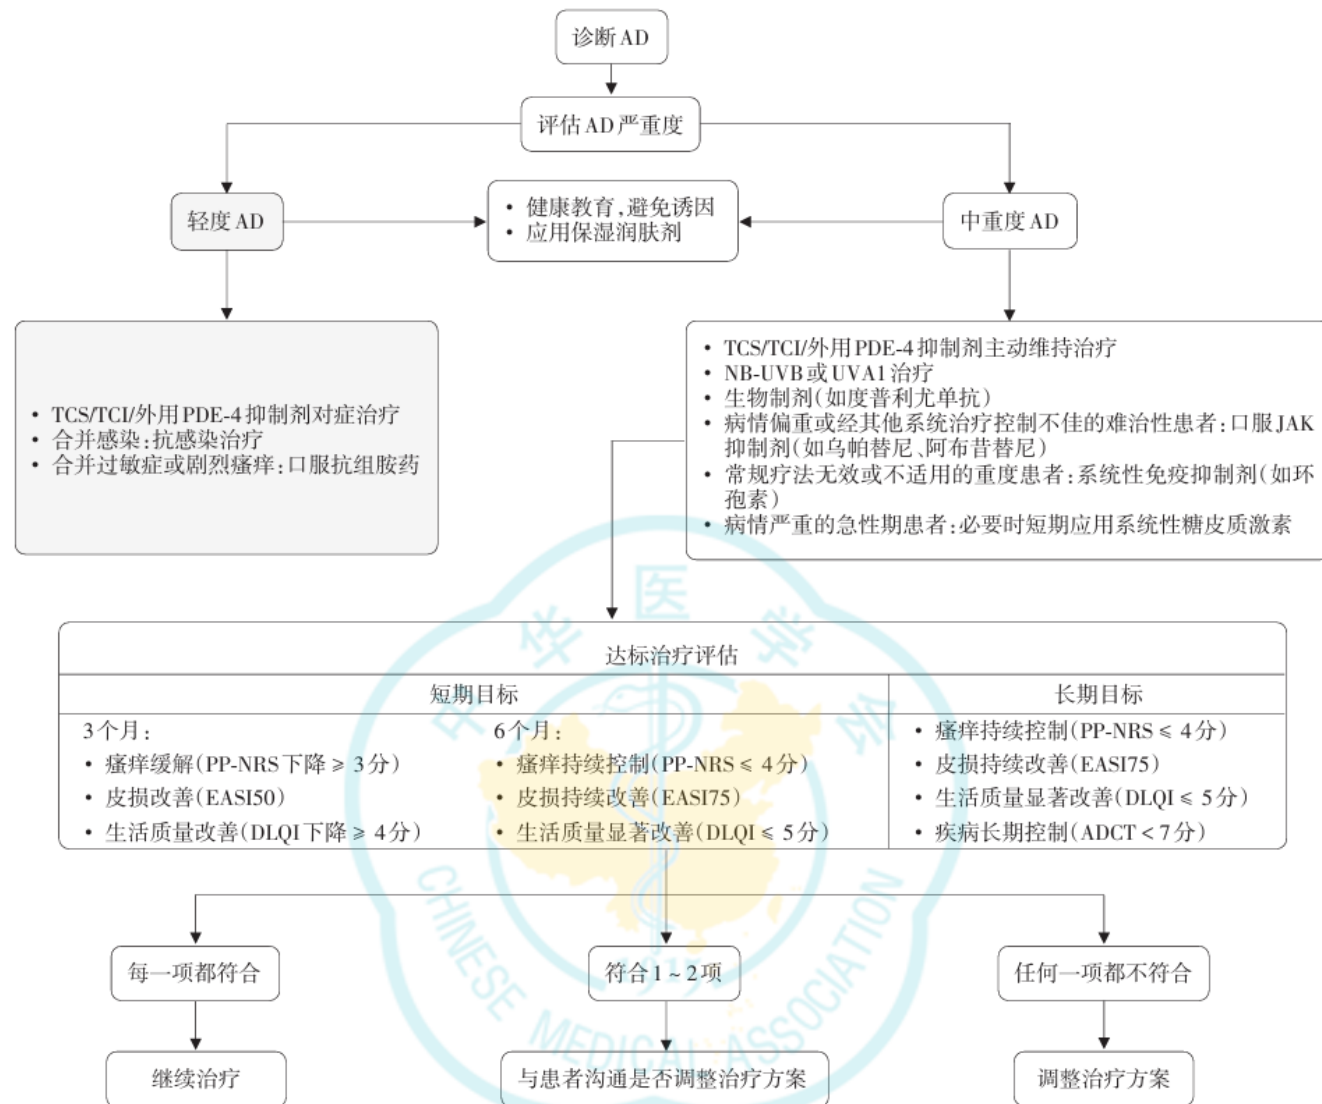 诊断AD
评估AD严重度
轻度AD
• 健康教育,避免诱因
• 应用保湿润肤剂
中重度AD
• TCS/TCI/外用PDE-4抑制剂对症治疗
• 合并感染:抗感染治疗
• 合并过敏症或剧烈瘙痒:口服抗组胺药
• TCS/TCI/外用PDE-4抑制剂主动维持治疗
• NB-UVB或UVA1治疗
• 生物制剂(如度普利尤单抗)
• 病情偏重或经其他系统治疗控制不佳的难治性患者:口服JAK
抑制剂(如乌帕替尼、阿布昔替尼)
• 常规疗法无效或不适用的重度患者:系统性免疫抑制剂(如环
孢素)
• 病情严重的急性期患者:必要时短期应用系统性糖皮质激素
达标治疗评估
短期目标
长期目标
3个月:
• 瘙痒缓解(PP-NRS下降≥3分)
• 皮损改善(EASI50)
• 生活质量改善(DLQI下降≥4分)
6个月:
• 瘙痒持续控制(PP-NRS≤4分)
• 皮损持续改善(EASI75)
• 生活质量显著改善(DLQI≤5分)
• 瘙痒持续控制(PP-NRS≤4分)
• 皮损持续改善(EASI75)
• 生活质量显著改善(DLQI≤5分)
• 疾病长期控制(ADCT<7分)
每一项都符合
符合1~2项
任何一项都不符合
继续治疗
与患者沟通是否调整治疗方案
调整治疗方案
中华医学会
CHINESE MEDICAL ASSOCIATION